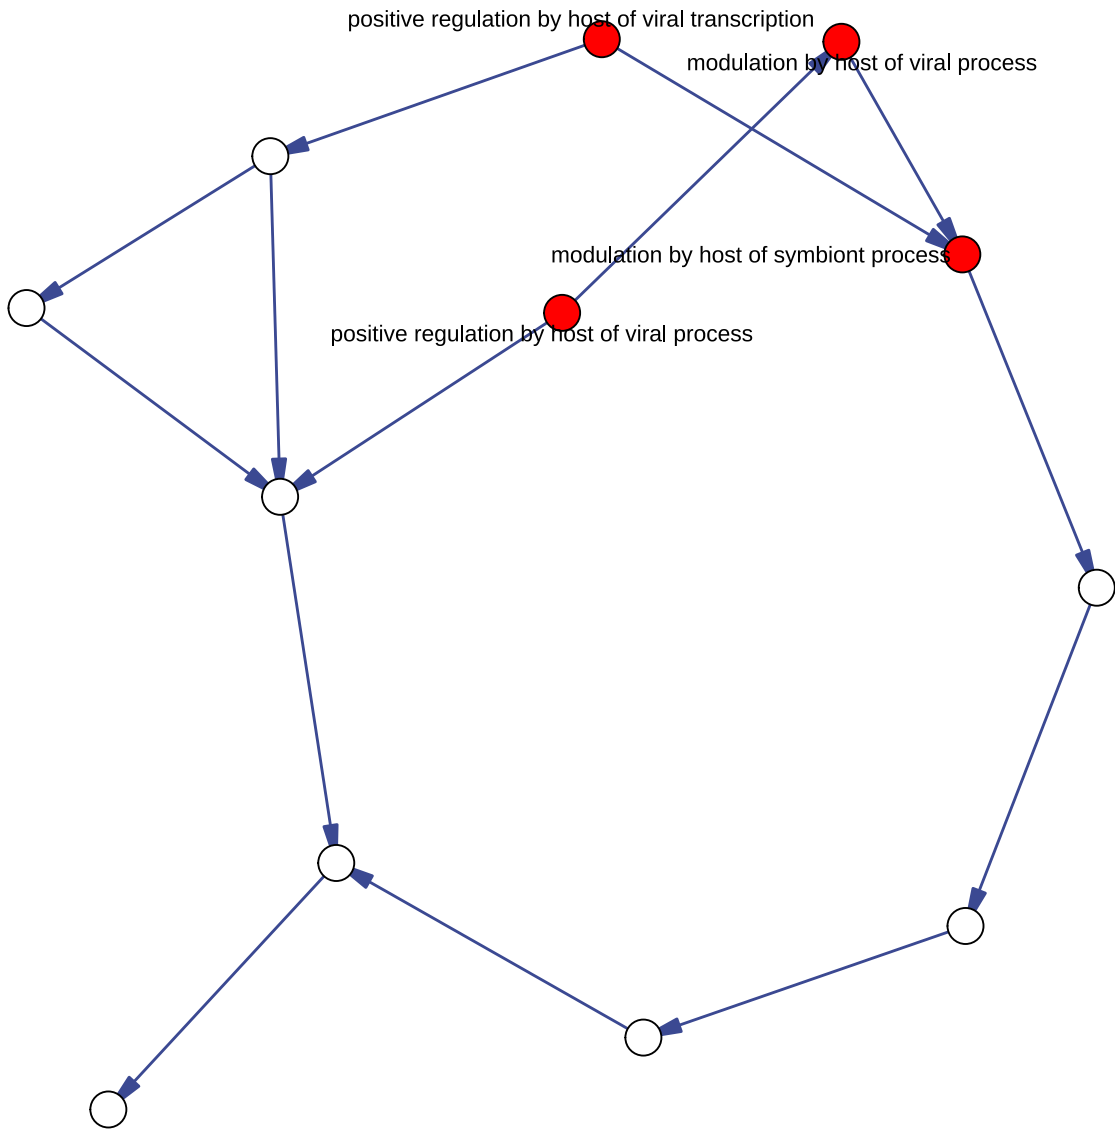 positive regulation by host of viral transcription
modulation by host of viral process
modulation by host of symbiont process
positive regulation by host of viral process